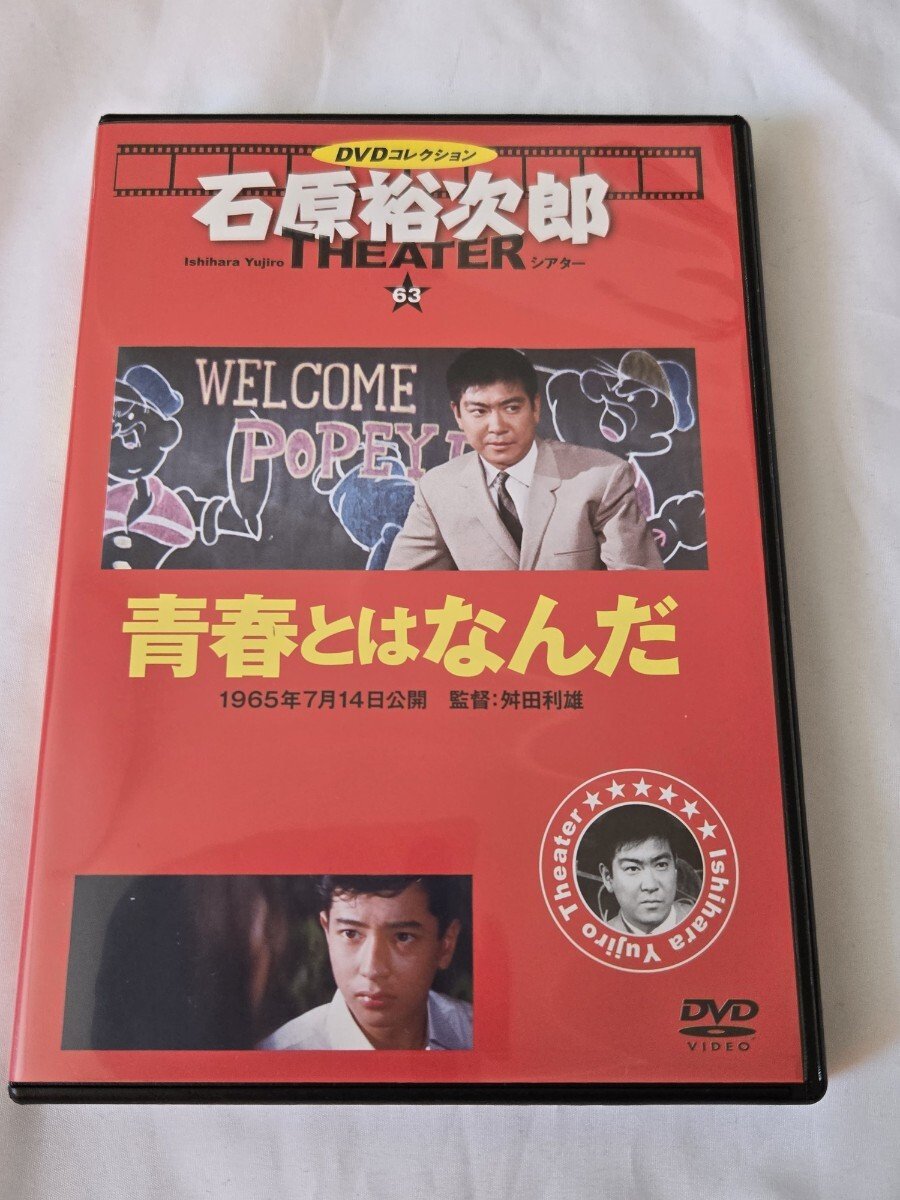 DVDコレクション
石原裕次郎
Ishihara Yujiro THEATER シアター
63
WELCOME
POPEY
青春とはなんだ
1965年7月14日公開 監督:舛田利雄
Ishihara Yujiro Theater
DVD
VIDEO